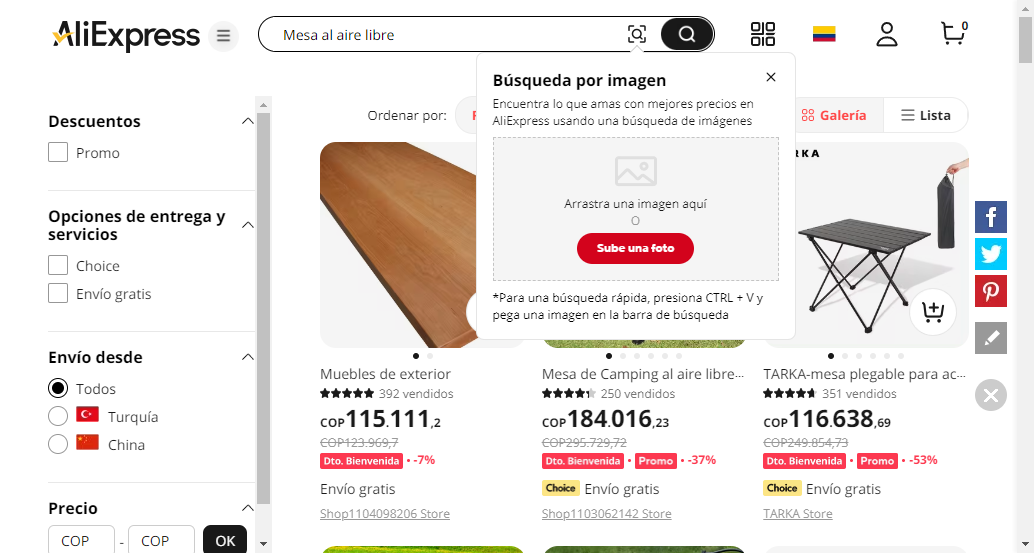 AliExpress
Mesa al aire libre
0
Descuentos
Promo
Opciones de entrega y
servicios
Choice
Envío gratis
Envío desde
Todos
Turquía
China
Precio
COP - COP OK
Ordenar por:
Galería
Lista
Búsqueda por imagen
Encuentra lo que amas con mejores precios en
AliExpress usando una búsqueda de imágenes
Arrastra una imagen aquí
O
Sube una foto
*Para una búsqueda rápida, presiona CTRL + V y
pega una imagen en la barra de búsqueda
Muebles de exterior
392 vendidos
COP115.111,2
COP123.969,7
Dto. Bienvenida • -7%
Envío gratis
Shop1104098206 Store
Mesa de Camping al aire libre...
250 vendidos
COP184.016,23
COP295.729,72
Dto. Bienvenida • Promo • -37%
Choice Envío gratis
Shop1103062142 Store
TARKA-mesa plegable para ac...
351 vendidos
COP116.638,69
COP249.854,73
Dto. Bienvenida • Promo • -53%
Choice Envío gratis
TARKA Store